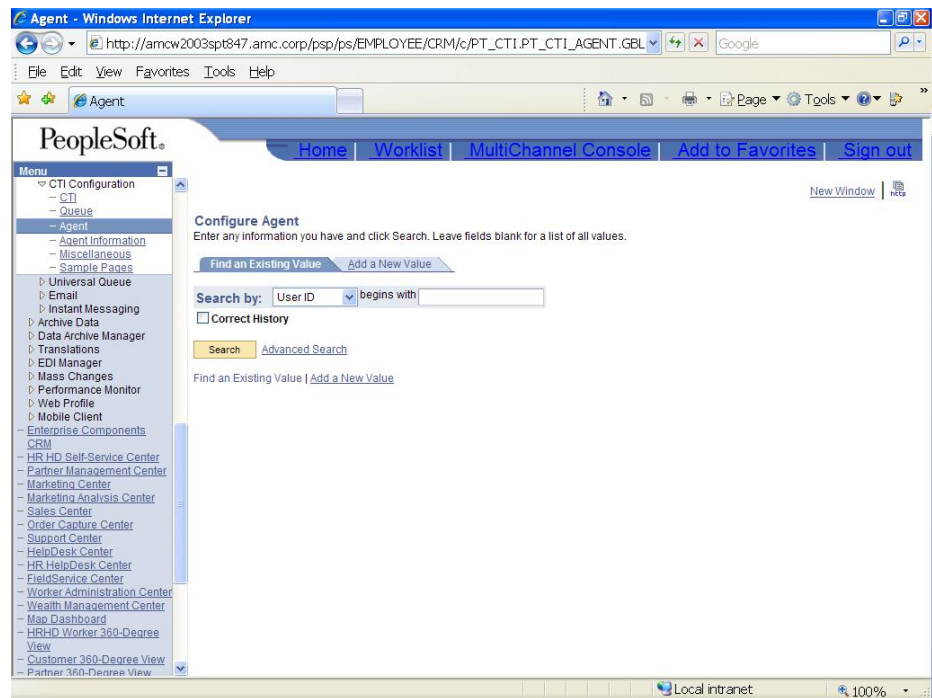 Agent - Windows Internet Explorer
http://amcw2003spt847.amc.corp/psp/ps/EMPLOYEE/CRM/c/PT_CTI.PT_CTI_AGENT.GBL
Google
File Edit View Favorites Tools Help
Agent
Page Tools »
PeopleSoft.
Home | Worklist | MultiChannel Console | Add to Favorites | Sign out
Menu
CTI Configuration
– CTI
– Queue
– Agent
– Agent Information
– Miscellaneous
– Sample Pages
Universal Queue
Email
Instant Messaging
Archive Data
Data Archive Manager
Translations
EDI Manager
Mass Changes
Performance Monitor
Web Profile
Mobile Client
– Enterprise Components
CRM
– HR HD Self-Service Center
– Partner Management Center
– Marketing Center
– Marketing Analysis Center
– Sales Center
– Order Capture Center
– Support Center
– HelpDesk Center
– HR HelpDesk Center
– FieldService Center
– Worker Administration Center
– Wealth Management Center
– Map Dashboard
– HRHD Worker 360-Degree
View
– Customer 360-Degree View
– Partner 360-Degree View
New Window | http
Configure Agent
Enter any information you have and click Search. Leave fields blank for a list of all values.
Find an Existing Value Add a New Value
Search by: User ID begins with
Correct History
Search Advanced Search
Find an Existing Value | Add a New Value
Local intranet 100%